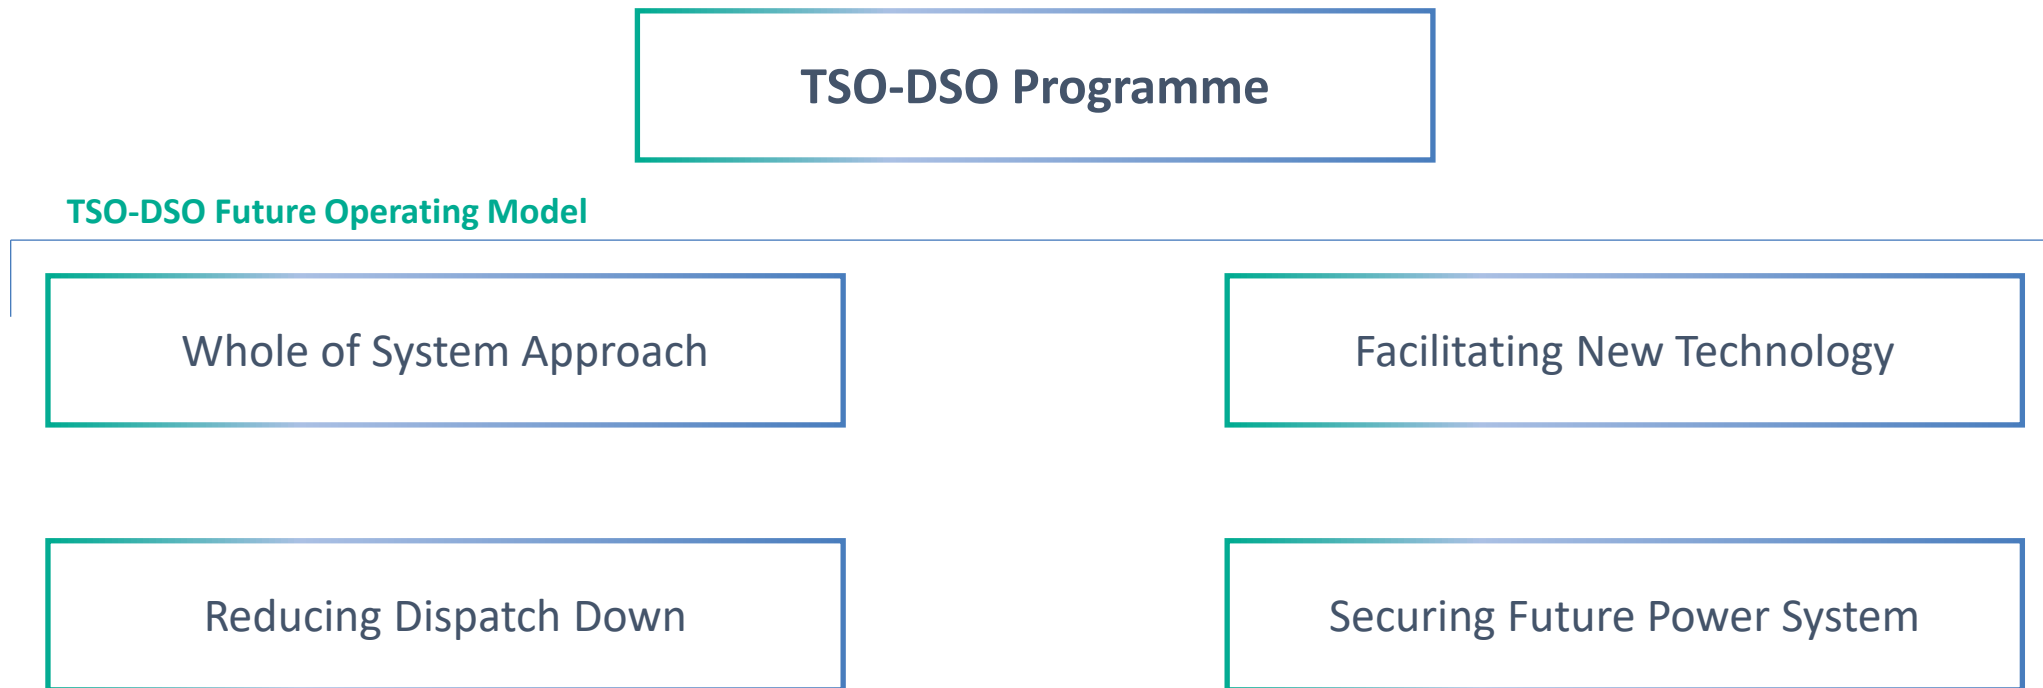 TSO-DSO Programme
TSO-DSO Future Operating Model
Whole of System Approach
Facilitating New Technology
Reducing Dispatch Down
Securing Future Power System